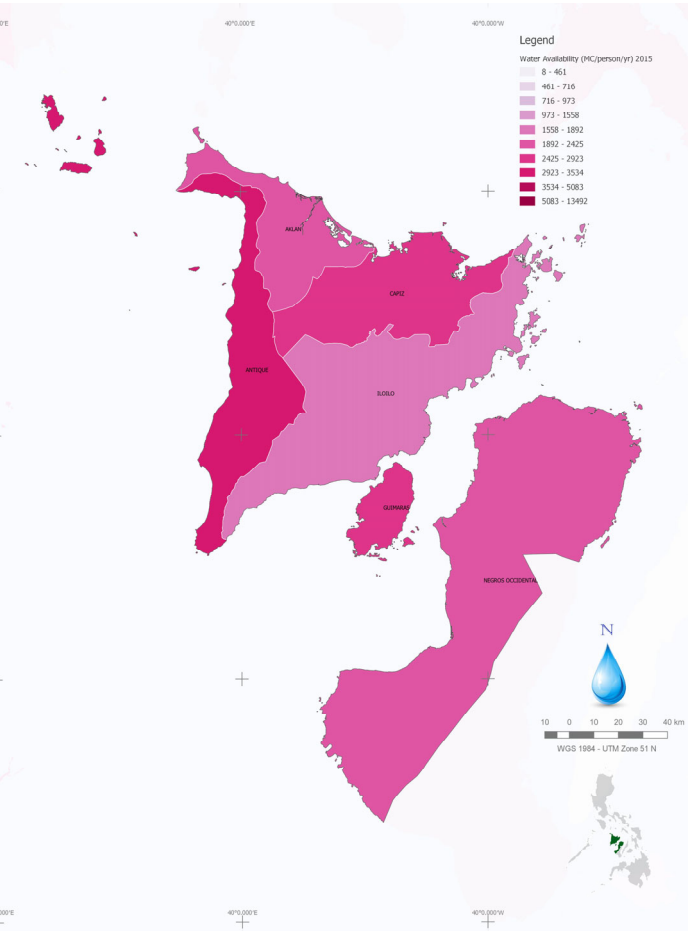 0'E
40°0.000'E
40°0.000'W
Legend
Water Availability (MC/person/yr) 2015
8 - 461
461 - 716
716 - 973
973 - 1558
1558 - 1892
1892 - 2425
2425 - 2923
2923 - 3534
3534 - 5083
5083 - 13492
AKLAN
CAPIZ
ANTIQUE
ILOILO
GUIMARAS
NEGROS OCCIDENTAL
N
10 0 10 20 30 40 km
WGS 1984 - UTM Zone 51 N
00'E
40°0.000'E
40°0.000'W